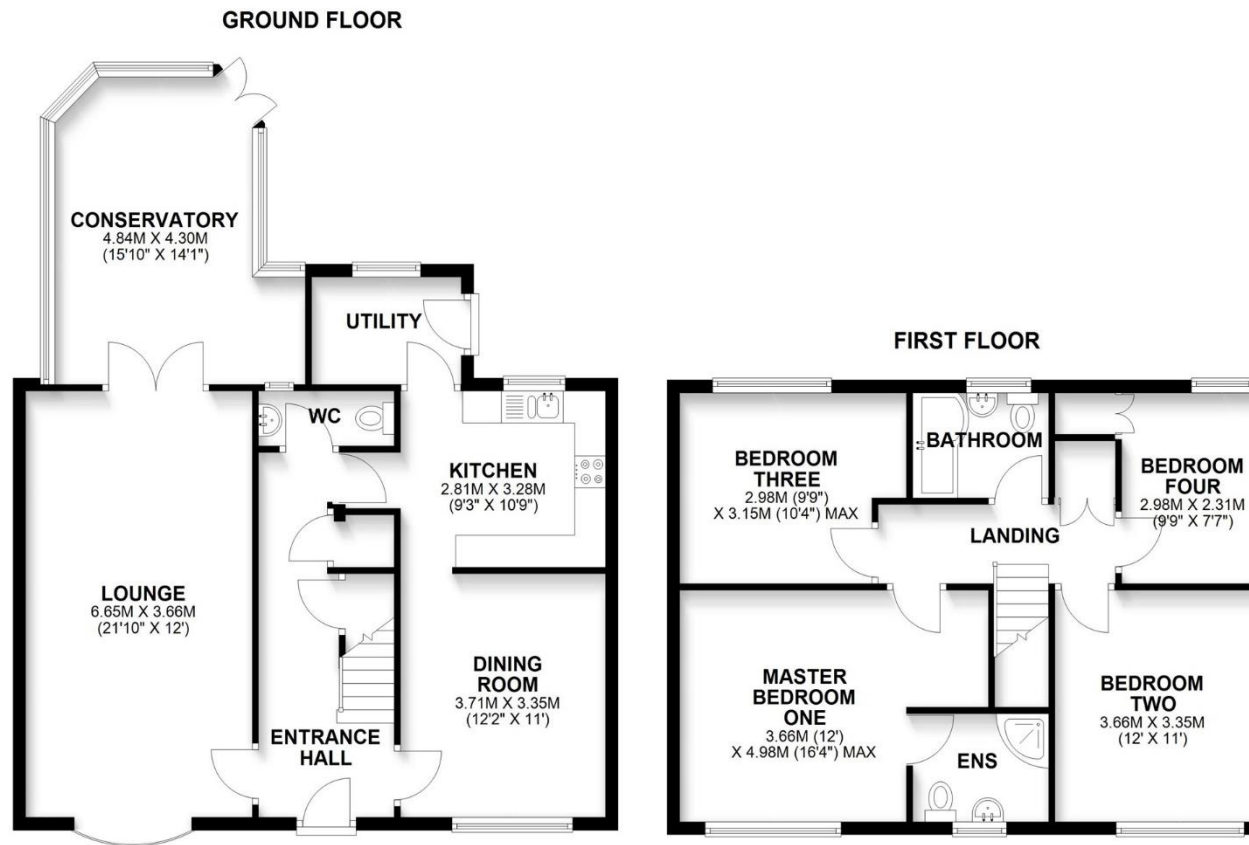 GROUND FLOOR
CONSERVATORY
4.84M X 4.30M
(15'10" X 14'1")
UTILITY
WC
KITCHEN
2.81M X 3.28M
(9'3" X 10'9")
LOUNGE
6.65M X 3.66M
(21'10" X 12')
DINING
ROOM
3.71M X 3.35M
(12'2" X 11')
ENTRANCE
HALL
FIRST FLOOR
BEDROOM
THREE
2.98M (9'9")
X 3.15M (10'4") MAX
BATHROOM
BEDROOM
FOUR
2.98M X 2.31M
(9'9" X 7'7")
LANDING
MASTER
BEDROOM
ONE
3.66M (12')
X 4.98M (16'4") MAX
ENS
BEDROOM
TWO
3.66M X 3.35M
(12' X 11')